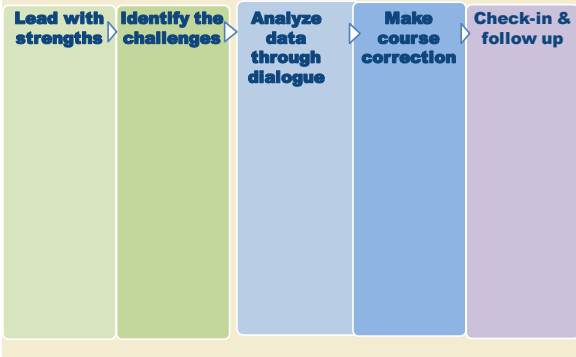 Lead with
strengths
Identify the
challenges
Analyze
data
through
dialogue
Make
course
correction
Check-in &
follow up